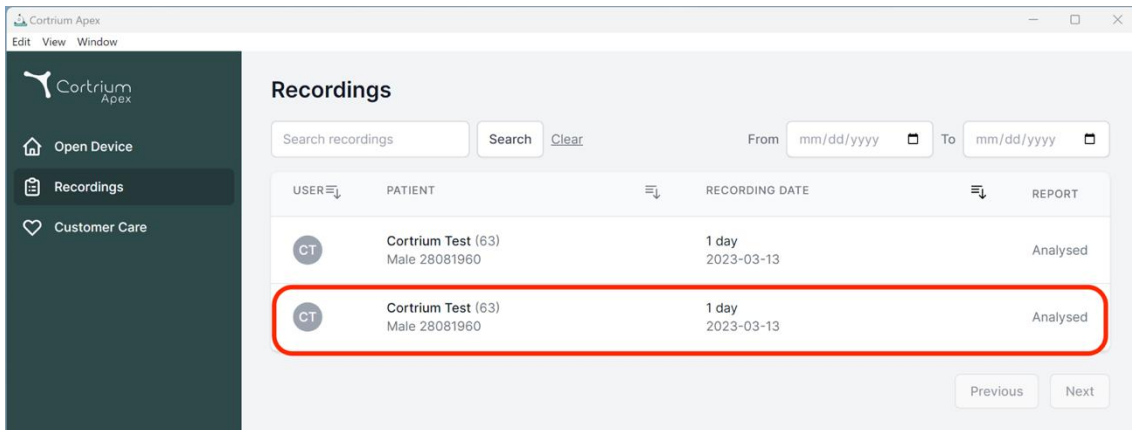 Cortrium Apex
Edit View Window
Cortrium
Apex
Open Device
Recordings
Customer Care
Recordings
Search recordings Search Clear From mm/dd/yyyy To mm/dd/yyyy
USER PATIENT RECORDING DATE REPORT
CT Cortrium Test (63) 1 day Analysed
Male 28081960 2023-03-13
CT Cortrium Test (63) 1 day Analysed
Male 28081960 2023-03-13
Previous Next